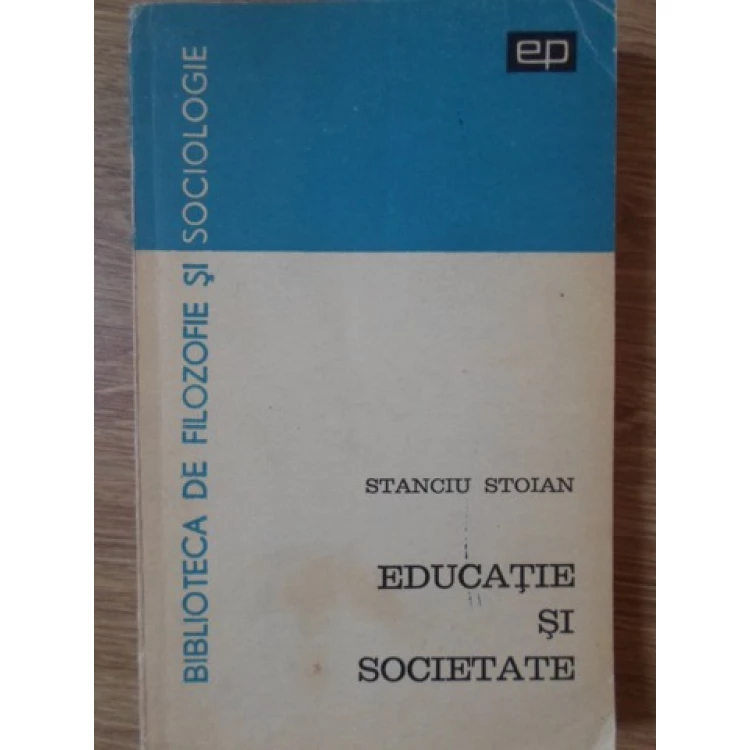 ep
BIBLIOTECA DE FILOZOFIE ŞI SOCIOLOGIE
STANCIU STOIAN
EDUCAŢIE
ŞI
SOCIETATE